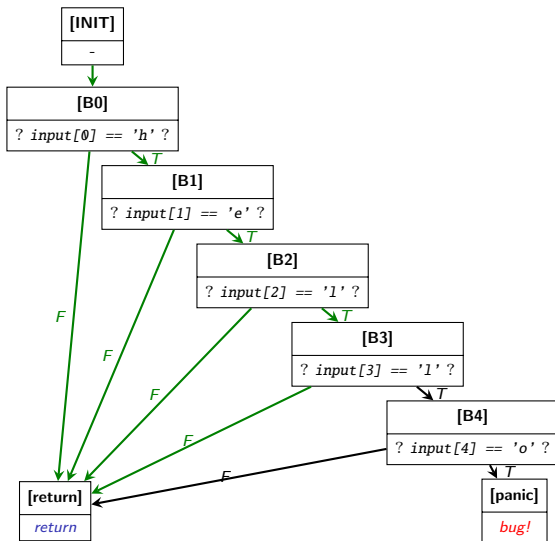 [INIT]
-
[B0]
? input[0] == 'h' ?
T
[B1]
? input[1] == 'e' ?
T
[B2]
? input[2] == 'l' ?
F
T
[B3]
F
? input[3] == 'l' ?
F
T
[B4]
F
? input[4] == 'o' ?
F
T
[return]
[panic]
return
bug!